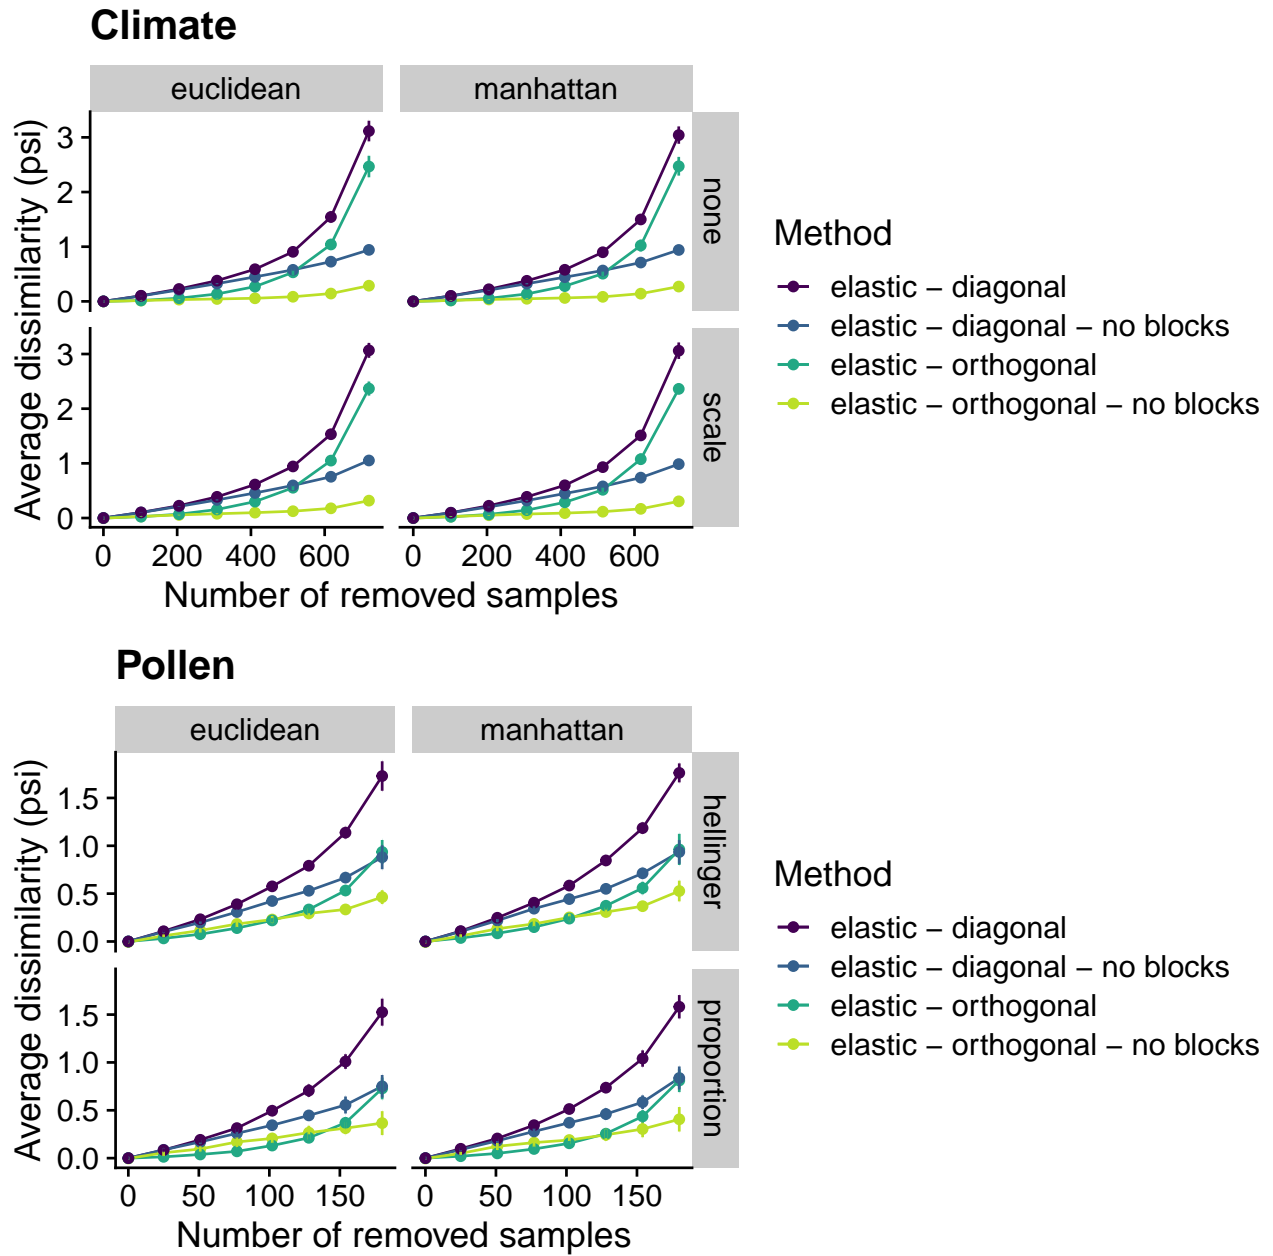 Climate
euclidean
manhattan
Average dissimilarity (psi)
3
2
1
0
none
3
2
1
0
scale
0 200 400 600
0 200 400 600
Number of removed samples
Method
elastic − diagonal
elastic − diagonal − no blocks
elastic − orthogonal
elastic − orthogonal − no blocks
Pollen
euclidean
manhattan
Average dissimilarity (psi)
1.5
1.0
0.5
0.0
hellinger
1.5
1.0
0.5
0.0
proportion
0 50 100 150
0 50 100 150
Number of removed samples
Method
elastic − diagonal
elastic − diagonal − no blocks
elastic − orthogonal
elastic − orthogonal − no blocks